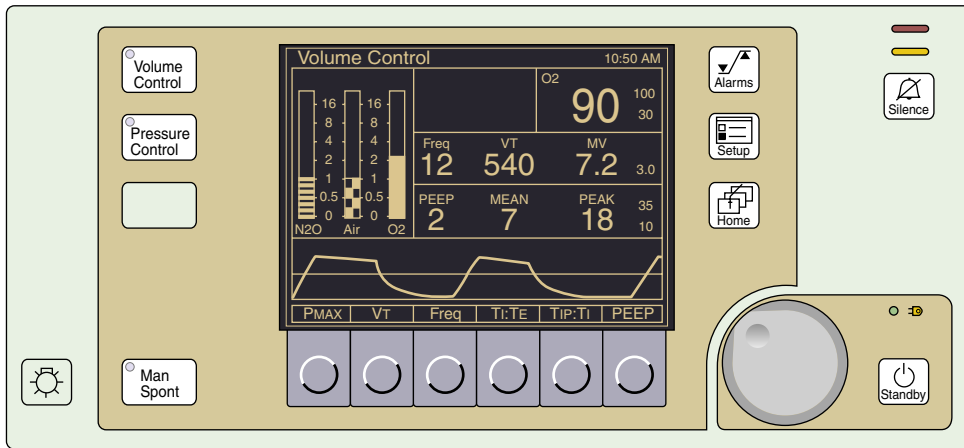 Volume Control 10:50 AM
Volume
Control
Pressure
Control
Man
Spont
16 16
8 8
4 4
2 2
1 1
0.5 0.5
0 0
N2O Air O2
O2 90 100
30
Freq VT MV
12 540 7.2 3.0
PEEP MEAN PEAK 35
2 7 18 10
PMAX VT Freq TI:TE TIP:TI PEEP
Alarms
Setup
Home
Silence
Standby